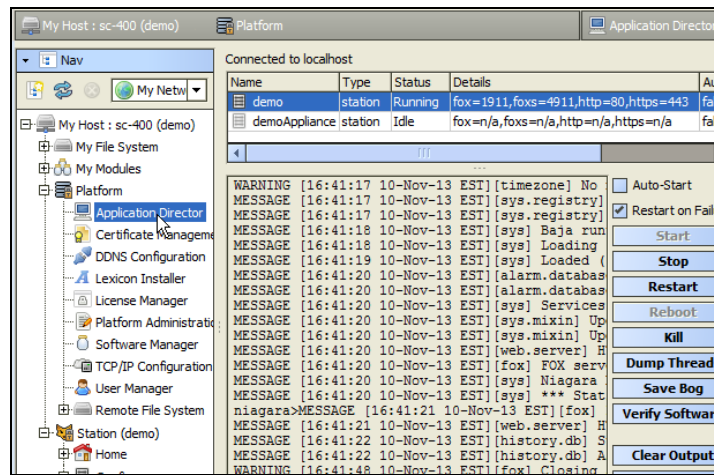 My Host : sc-400 (demo) Platform Application Director
Nav
My Netw
My Host : sc-400 (demo)
My File System
My Modules
Platform
Application Director
Certificate Manageme
DDNS Configuration
Lexicon Installer
License Manager
Platform Administratio
Software Manager
TCP/IP Configuration
User Manager
Remote File System
Station (demo)
Home
Connected to localhost
Name Type Status Details Au
demo station Running fox=1911,foxs=4911,http=80,https=443 fa
demoAppliance station Idle fox=n/a,foxs=n/a,http=n/a,https=n/a fal
WARNING [16:41:17 10-Nov-13 EST][timezone] No
MESSAGE [16:41:17 10-Nov-13 EST][sys.registry]
MESSAGE [16:41:17 10-Nov-13 EST][sys.registry]
MESSAGE [16:41:18 10-Nov-13 EST][sys] Baja run
MESSAGE [16:41:18 10-Nov-13 EST][sys] Loading
MESSAGE [16:41:19 10-Nov-13 EST][sys] Loaded (
MESSAGE [16:41:20 10-Nov-13 EST][alarm.databas
MESSAGE [16:41:20 10-Nov-13 EST][alarm.databas
MESSAGE [16:41:20 10-Nov-13 EST][sys] Services
MESSAGE [16:41:20 10-Nov-13 EST][sys.mixin] Up
MESSAGE [16:41:20 10-Nov-13 EST][sys.mixin] Up
MESSAGE [16:41:20 10-Nov-13 EST][web.server] H
MESSAGE [16:41:20 10-Nov-13 EST][fox] FOX serv
MESSAGE [16:41:20 10-Nov-13 EST][sys] Niagara
MESSAGE [16:41:20 10-Nov-13 EST][sys] *** Stat
niagara>MESSAGE [16:41:21 10-Nov-13 EST][fox]
MESSAGE [16:41:21 10-Nov-13 EST][web.server] H
MESSAGE [16:41:22 10-Nov-13 EST][history.db] S
MESSAGE [16:41:22 10-Nov-13 EST][history.db] A
WARNING [16:41:48 10-Nov-13 EST][fox] Closing
Auto-Start
Restart on Fail
Start
Stop
Restart
Reboot
Kill
Dump Thread
Save Bog
Verify Softwar
Clear Output